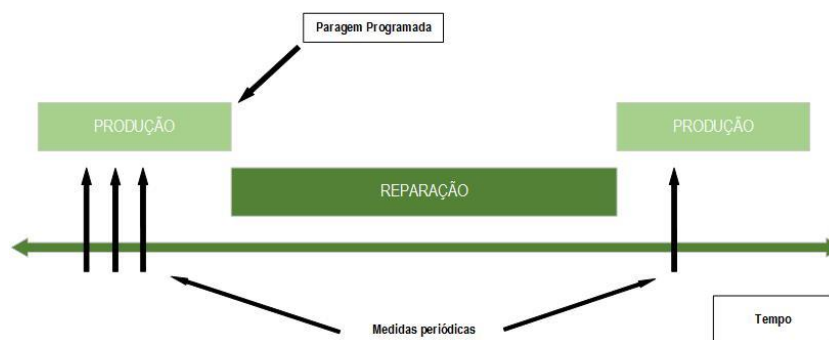 Paragem Programada
PRODUÇÃO
PRODUÇÃO
REPARAÇÃO
Medidas periódicas
Tempo